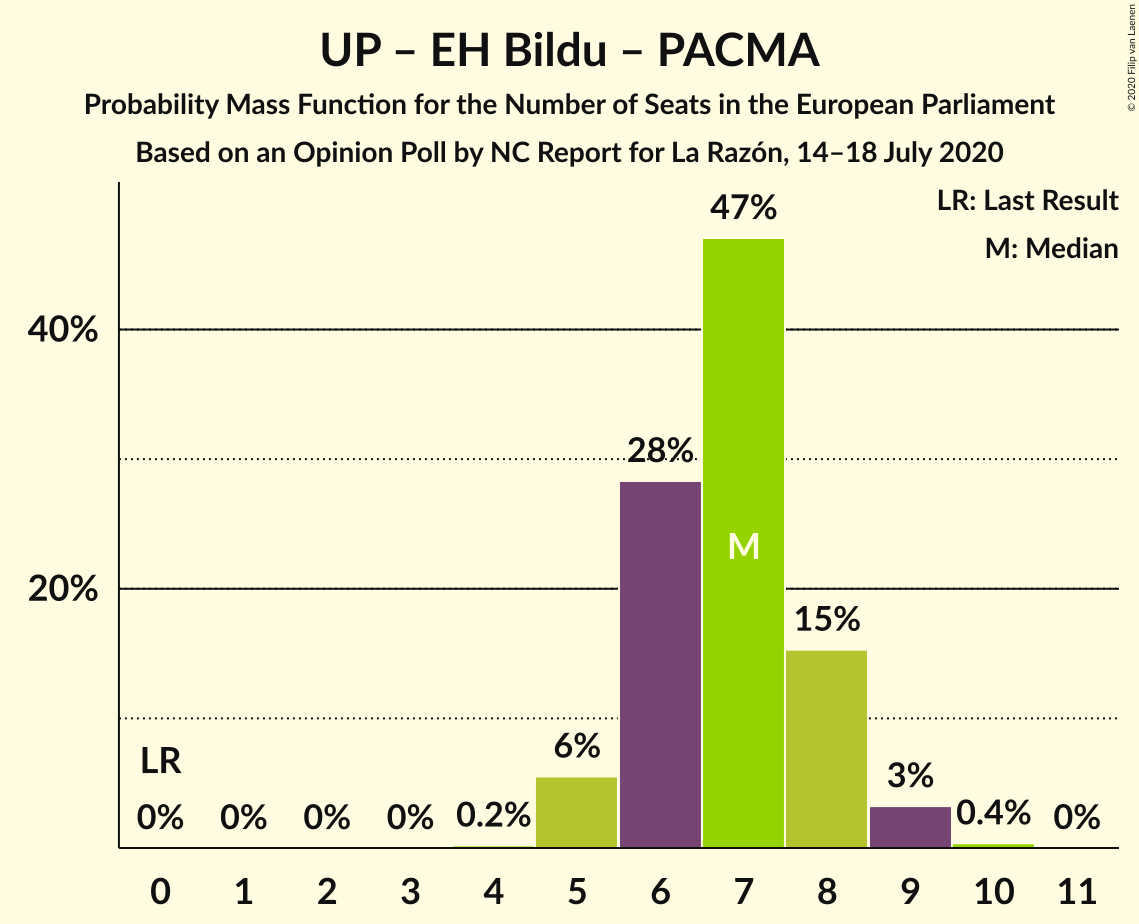 UP – EH Bildu – PACMA
Probability Mass Function for the Number of Seats in the European Parliament
Based on an Opinion Poll by NC Report for La Razón, 14–18 July 2020
© 2020 Filip van Laenen
LR: Last Result
M: Median
47%
40%
28%
M
20%
15%
6%
LR
3%
0% 0% 0% 0% 0.2% 0.4% 0%
0 1 2 3 4 5 6 7 8 9 10 11